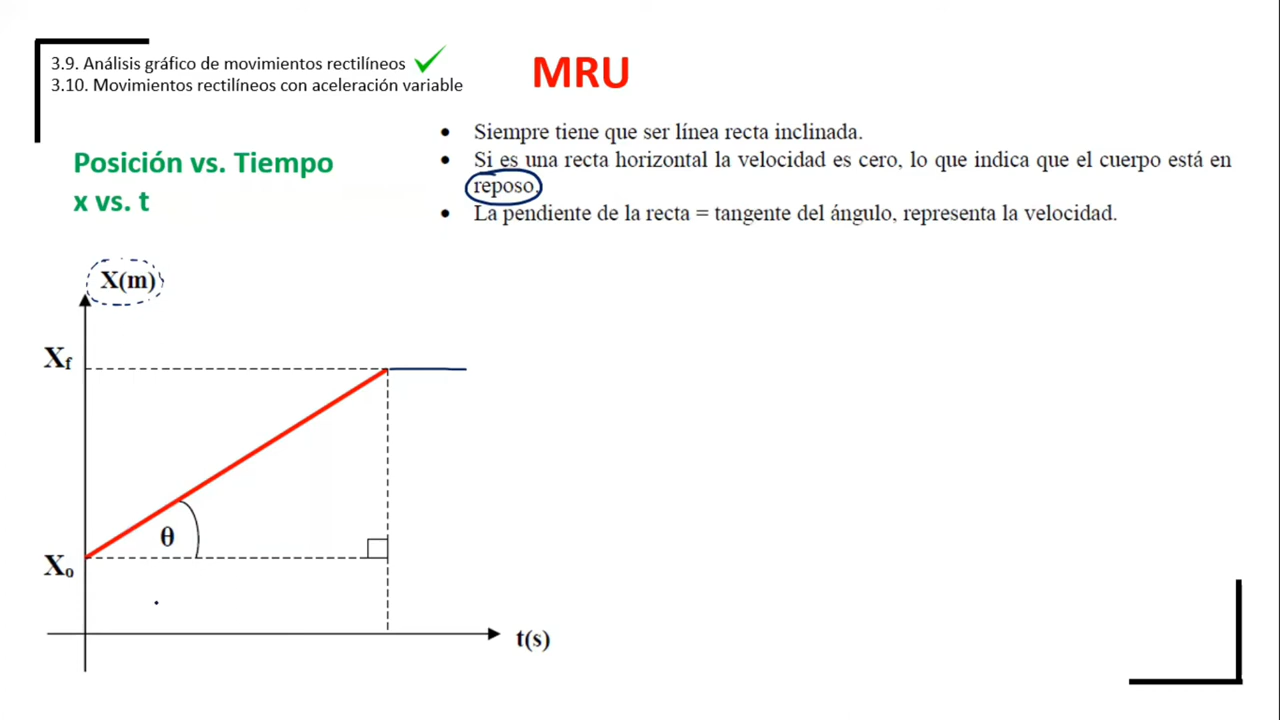 3.9. Análisis gráfico de movimientos rectilíneos
3.10. Movimientos rectilíneos con aceleración variable
MRU
Posición vs. Tiempo
x vs. t
• Siempre tiene que ser línea recta inclinada.
• Si es una recta horizontal la velocidad es cero, lo que indica que el cuerpo está en
reposo.
• La pendiente de la recta = tangente del ángulo, representa la velocidad.
X(m)
Xf
θ
Xo
t(s)